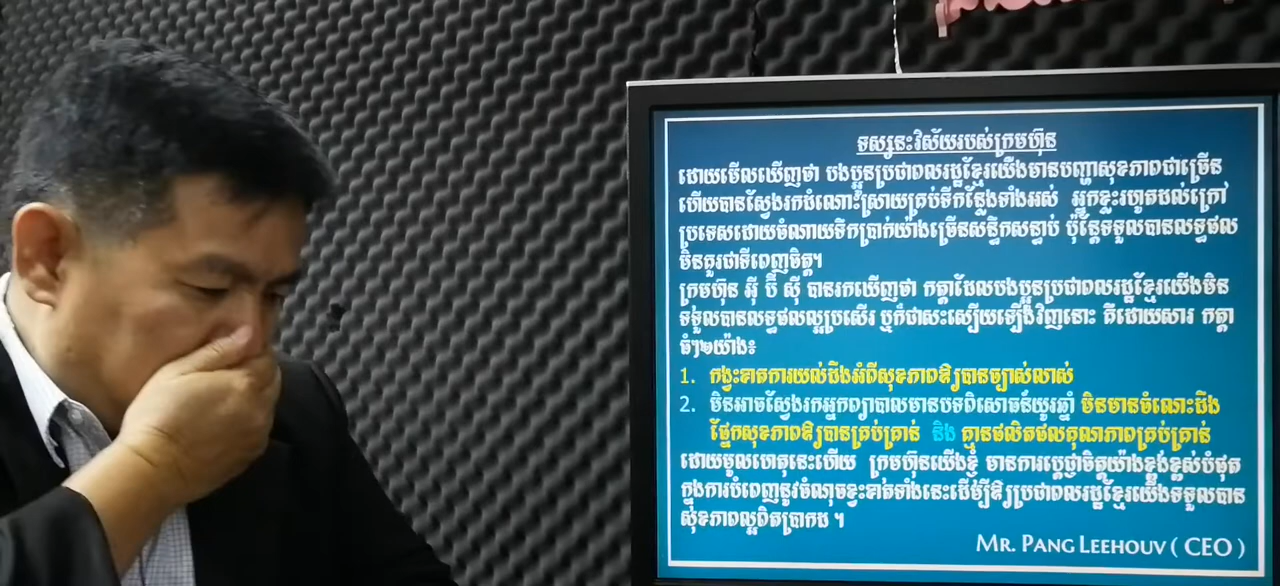 ទស្សនះវិស័យរបស់ក្រុមហ៊ុន
ដោយមើលឃើញថា បងប្អូនប្រជាពលរដ្ឋខ្មែរយើងមានបញ្ហាសុខភាពជាច្រើន
ហើយបានស្វែងរកដំណោះស្រាយគ្រប់ទីកន្លែងទាំងអស់ អ្នកខ្លះរហូតដល់ក្រៅ
ប្រទេសដោយចំណាយទឹកប្រាក់យ៉ាងច្រើនសន្ធឹកសន្ធាប់ ប៉ុន្តែទទួលបានលទ្ធផល
មិនគួរជាទីពេញចិត្ត។
ក្រុមហ៊ុន អ៊ី ប៊ី ស៊ី បានរកឃើញថា កត្តាដែលបងប្អូនប្រជាពលរដ្ឋខ្មែរយើងមិន
ទទួលបានលទ្ធផលល្អប្រសើរ ឬក៏ជាសះស្បើយឡើងវិញនោះ គឺដោយសារ កត្តា
ធំៗ២យ៉ាង៖
1. កង្វះខាតការយល់ដឹងអំពីសុខភាពឱ្យបានច្បាស់លាស់
2. មិនអាចស្វែងរកអ្នកព្យាបាលមានបទពិសោធន៍យូរឆ្នាំ មិនមានចំណេះដឹង
ផ្នែកសុខភាពឱ្យបានគ្រប់គ្រាន់ និង គ្មានផលិតផលគុណភាពគ្រប់គ្រាន់
ដោយមូលហេតុនេះហើយ ក្រុមហ៊ុនយើងខ្ញុំ មានការប្តេជ្ញាចិត្តយ៉ាងខ្ពង់ខ្ពស់បំផុត
ក្នុងការបំពេញនូវចំណុចខ្វះខាតទាំងនេះដើម្បីឱ្យប្រជាពលរដ្ឋខ្មែរយើងទទួលបាន
សុខភាពល្អពិតប្រាកដ ។
MR. PANG LEEHOUV ( CEO )